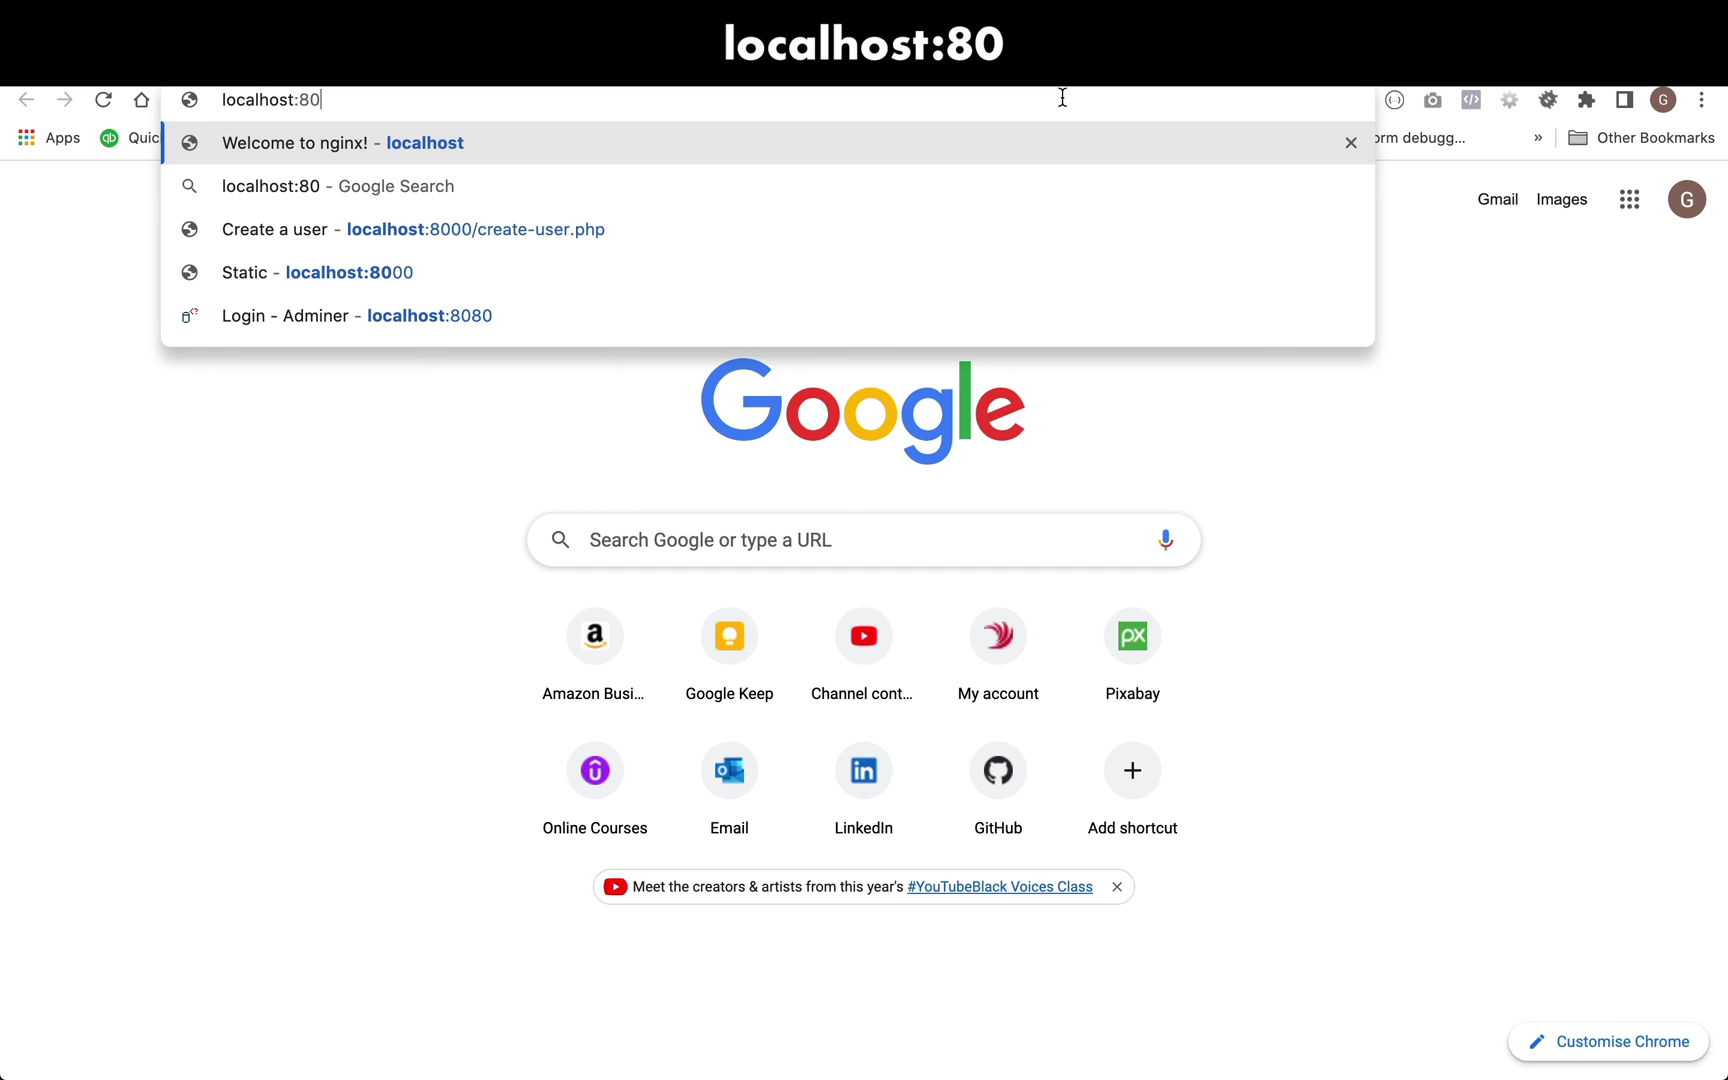 localhost:80
localhost:80
G
Apps
qb Quic
Welcome to nginx! - localhost
orm debugg...
»
Other Bookmarks
localhost:80 - Google Search
Gmail Images G
Create a user - localhost:8000/create-user.php
Static - localhost:8000
Login - Adminer - localhost:8080
Google
Search Google or type a URL
a
px
Amazon Busi... Google Keep Channel cont... My account Pixabay
in
Online Courses Email LinkedIn GitHub Add shortcut
Meet the creators & artists from this year's #YouTubeBlack Voices Class
Customise Chrome